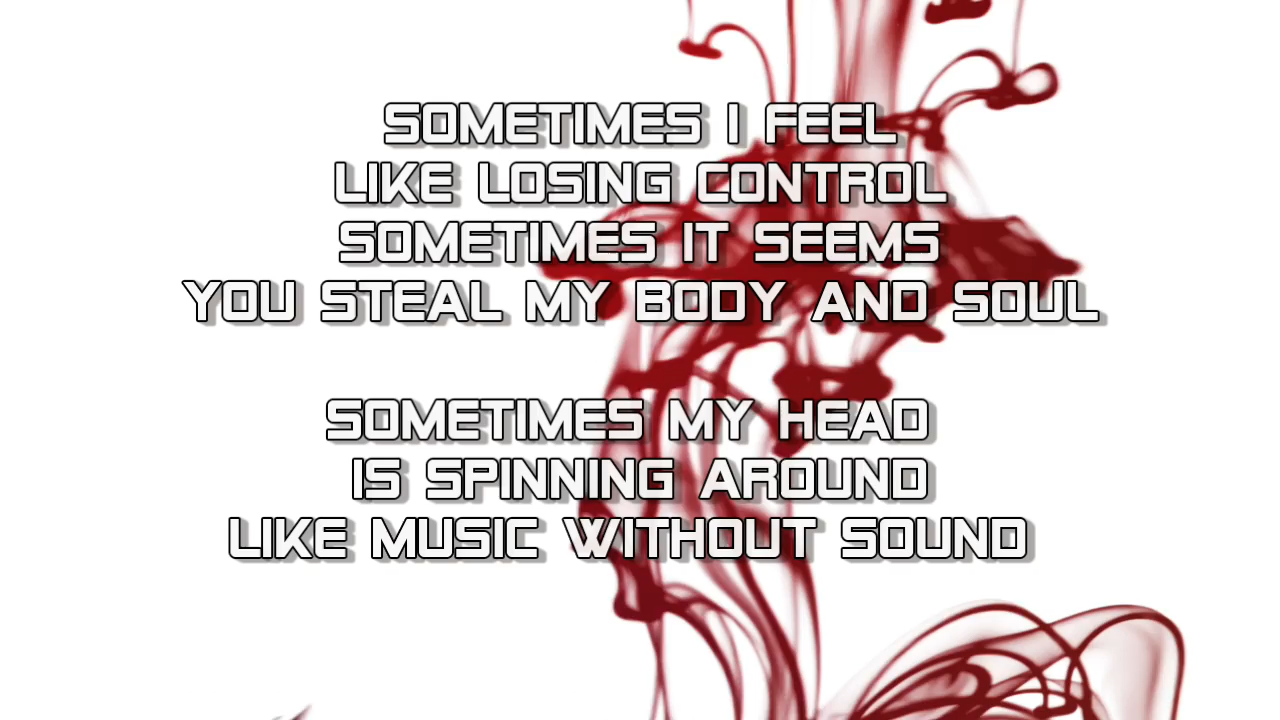 SOMETIMES I FEEL
LIKE LOSING CONTROL
SOMETIMES IT SEEMS
YOU STEAL MY BODY AND SOUL
SOMETIMES MY HEAD
IS SPINNING AROUND
LIKE MUSIC WITHOUT SOUND